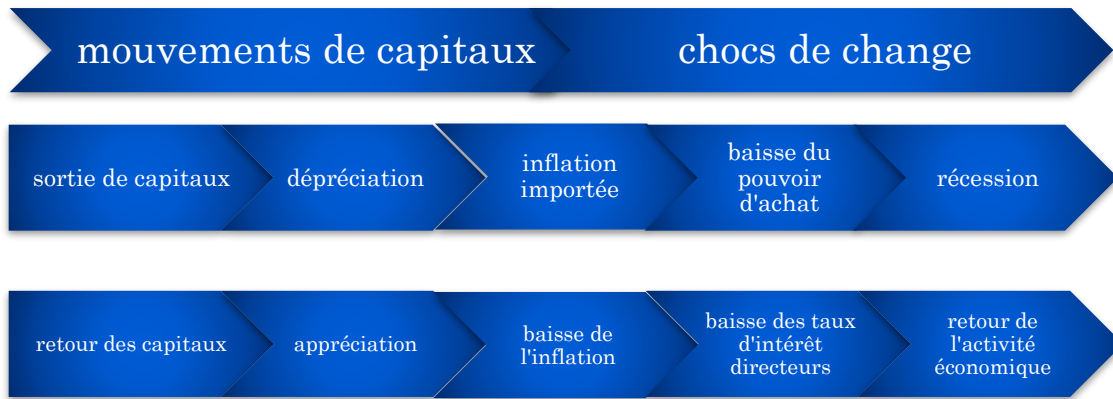 mouvements de capitaux
chocs de change
sortie de capitaux
dépréciation
inflation
importée
baisse du
pouvoir
d'achat
récession
retour des capitaux
appréciation
baisse de
l'inflation
baisse des taux
d'intérêt
directeurs
retour de
l'activité
économique